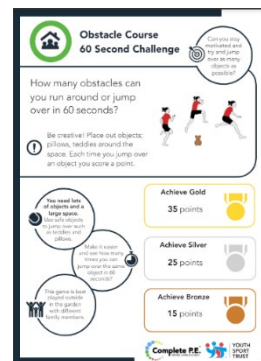 Obstacle Course
60 Second Challenge
Can you stay
motivated and
try and jump
over as many
objects as
possible?
How many obstacles can
you run around or jump
over in 60 seconds?
Be creative! Place out objects:
pillows, teddies around the
space. Each time you jump over
an object you score a point.
You need lots
of objects and a
large space.
Use safe objects
to jump over such
as teddies and
pillows.
Make it easier
and see how many
times you can
jump over the same
object in 60
seconds?
This game is best
played outside
in the garden
with different
family members.
Achieve Gold
35 points
Achieve Silver
25 points
Achieve Bronze
15 points
Complete P.E.
YOUTH
SPORT
TRUST